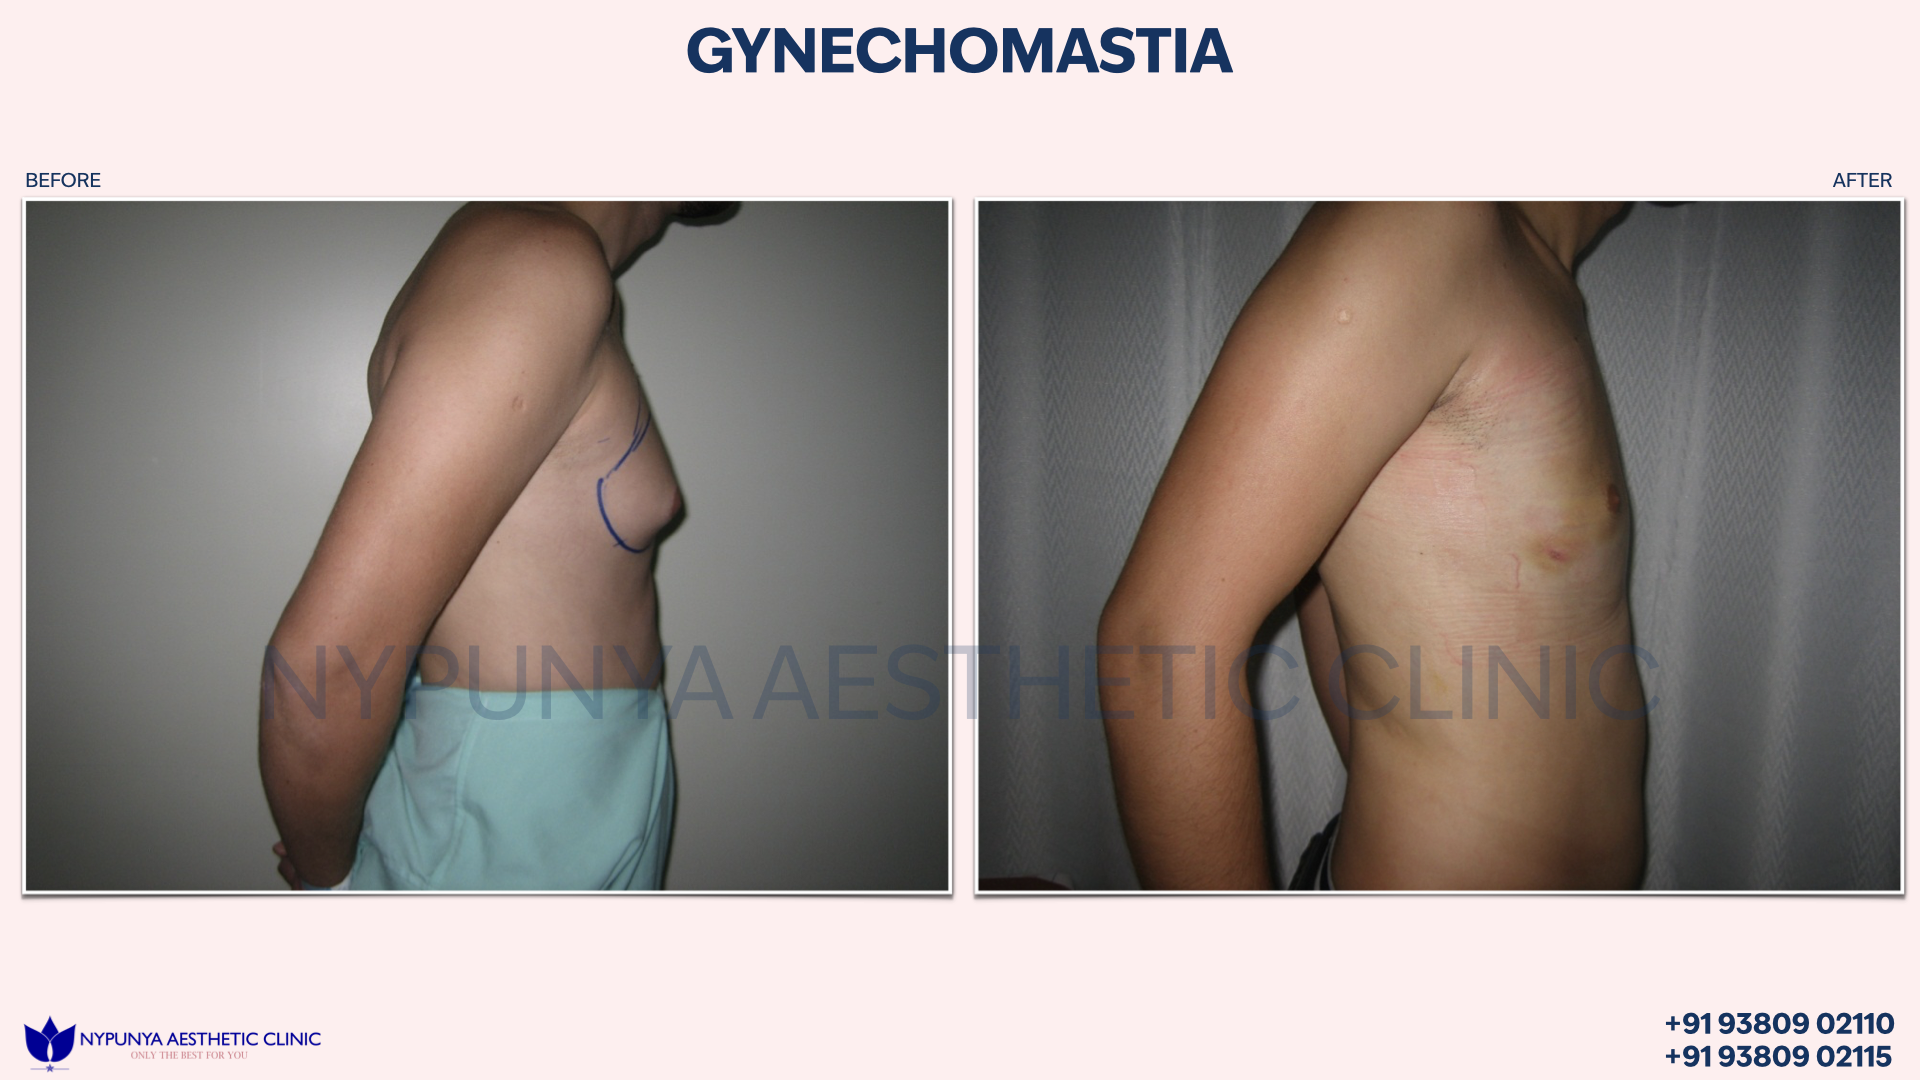 GYNECHOMASTIA
BEFORE
AFTER
NYPUNYA AESTHETIC CLINIC
NYPUNYA AESTHETIC CLINIC
ONLY THE BEST FOR YOU
+91 93809 02110
+91 93809 02115